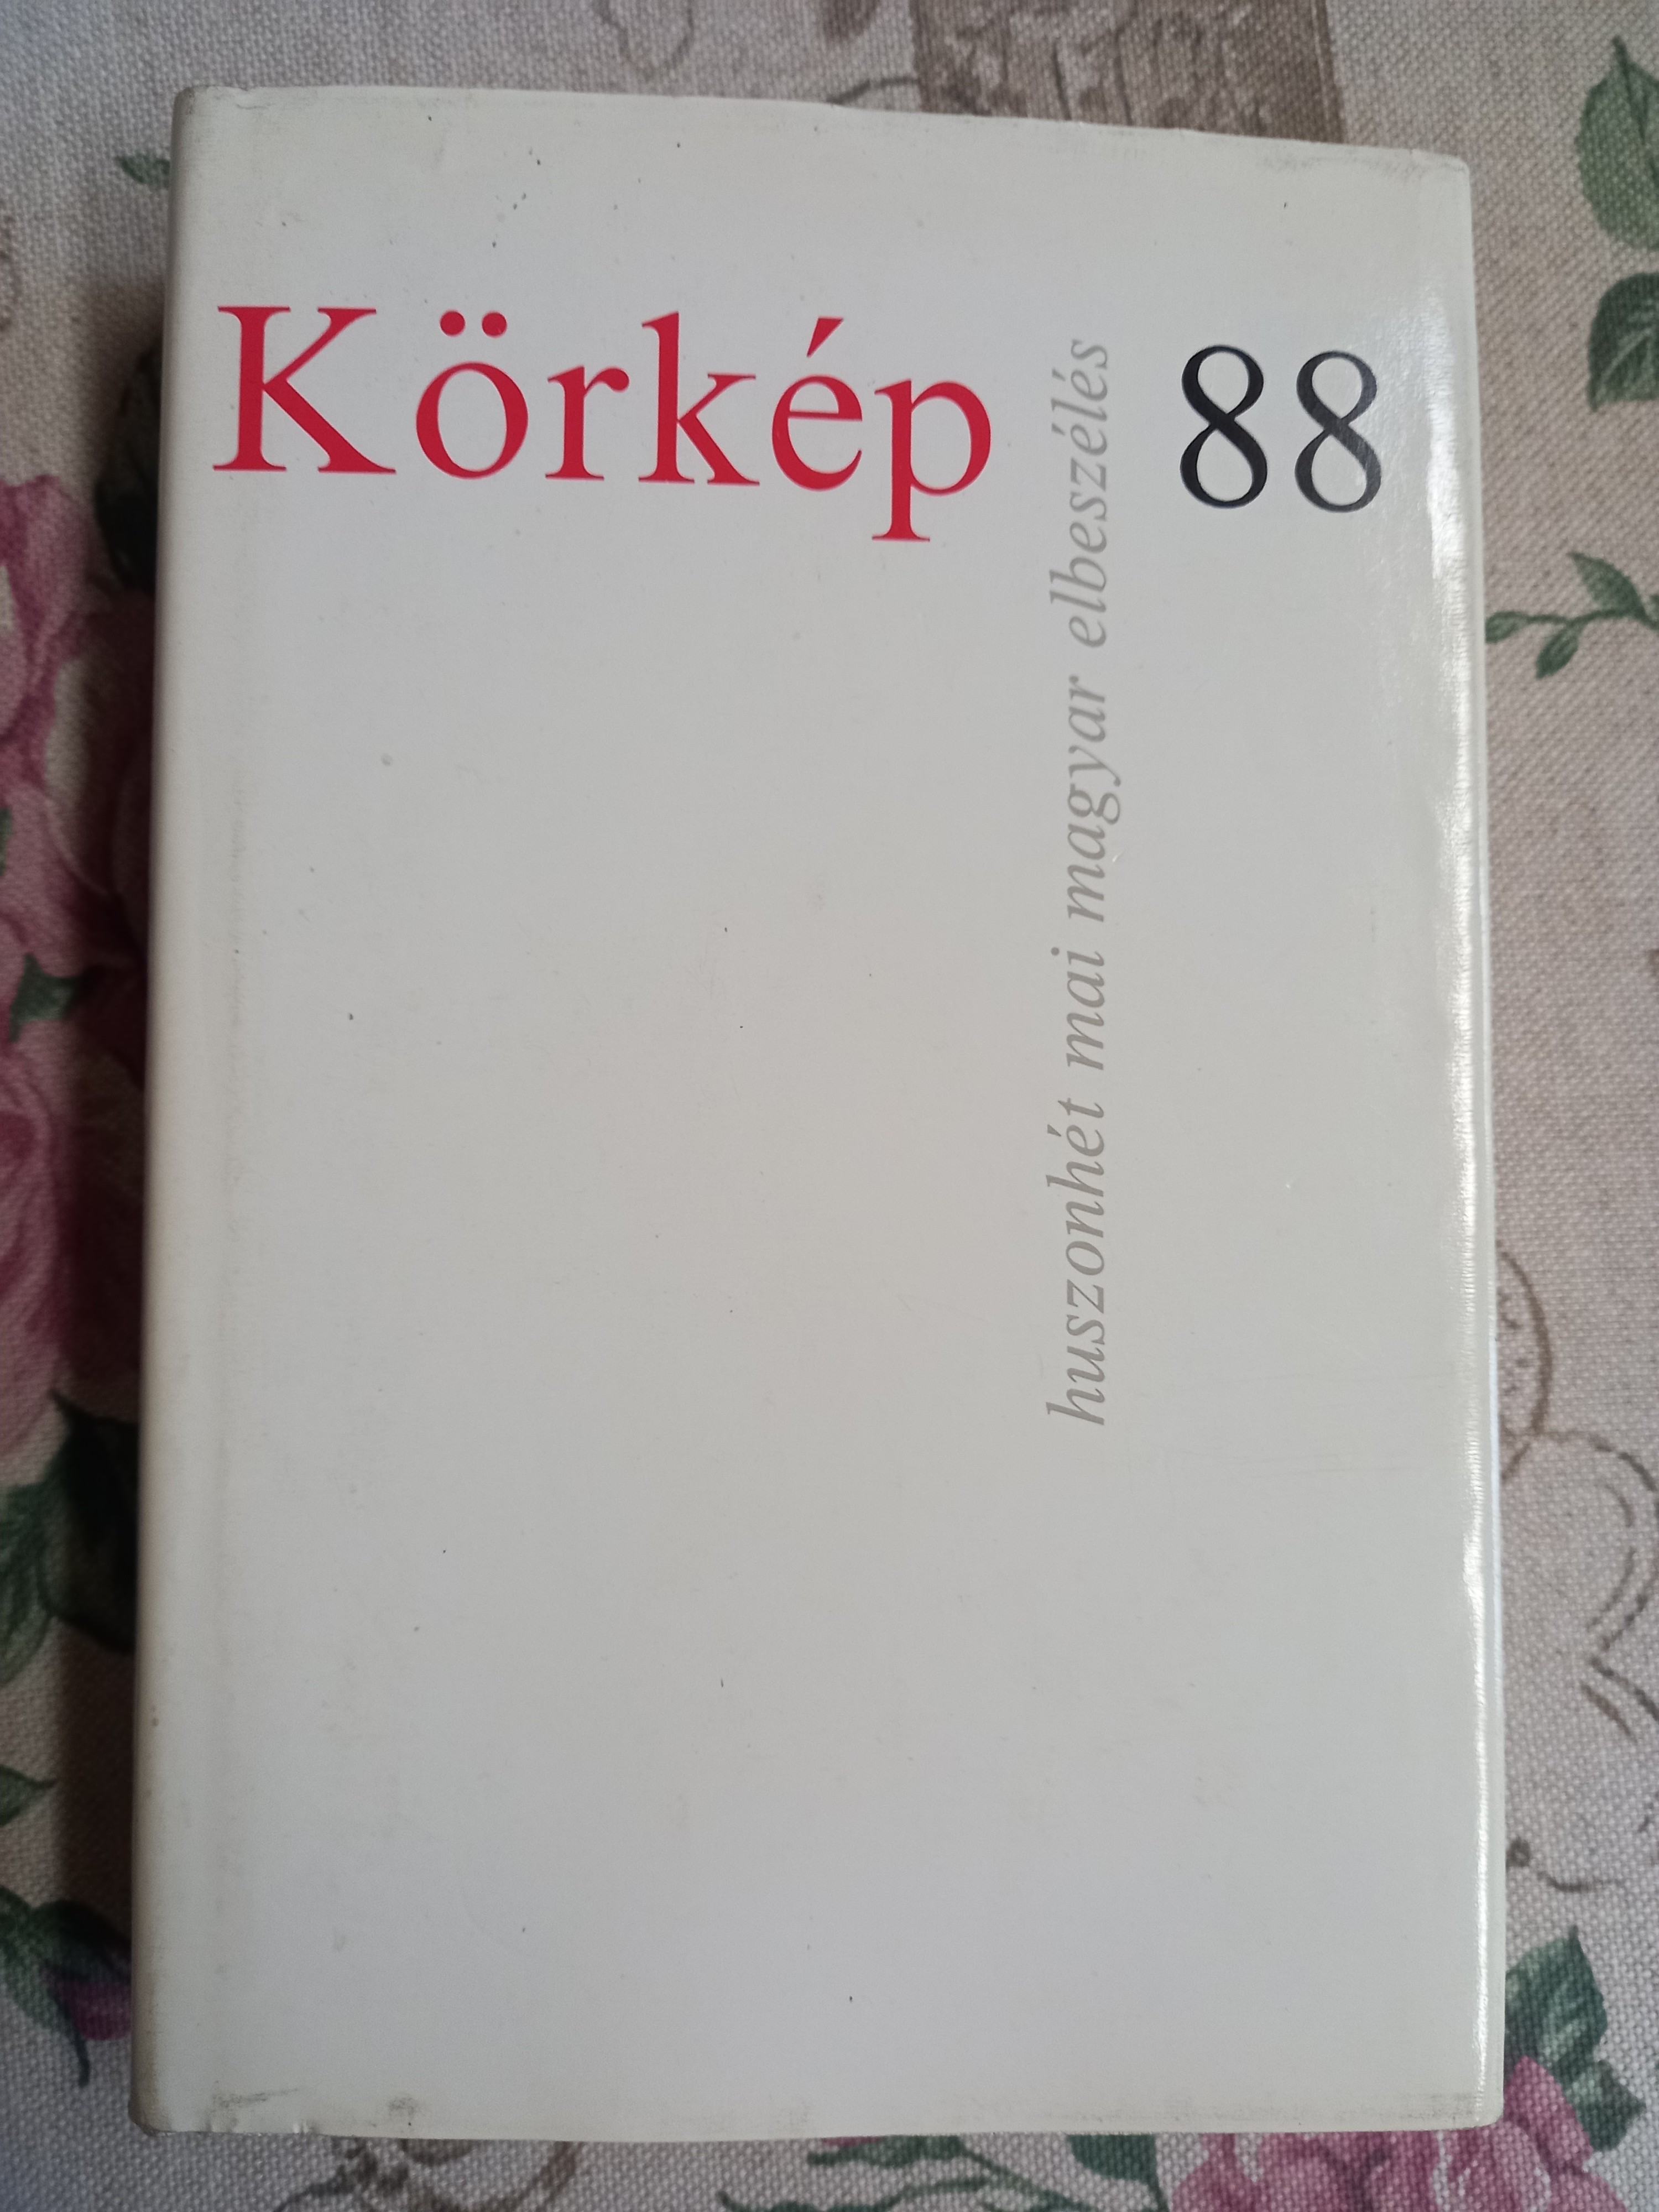 Körkép 88
huszonhét mai magyar elbeszélés